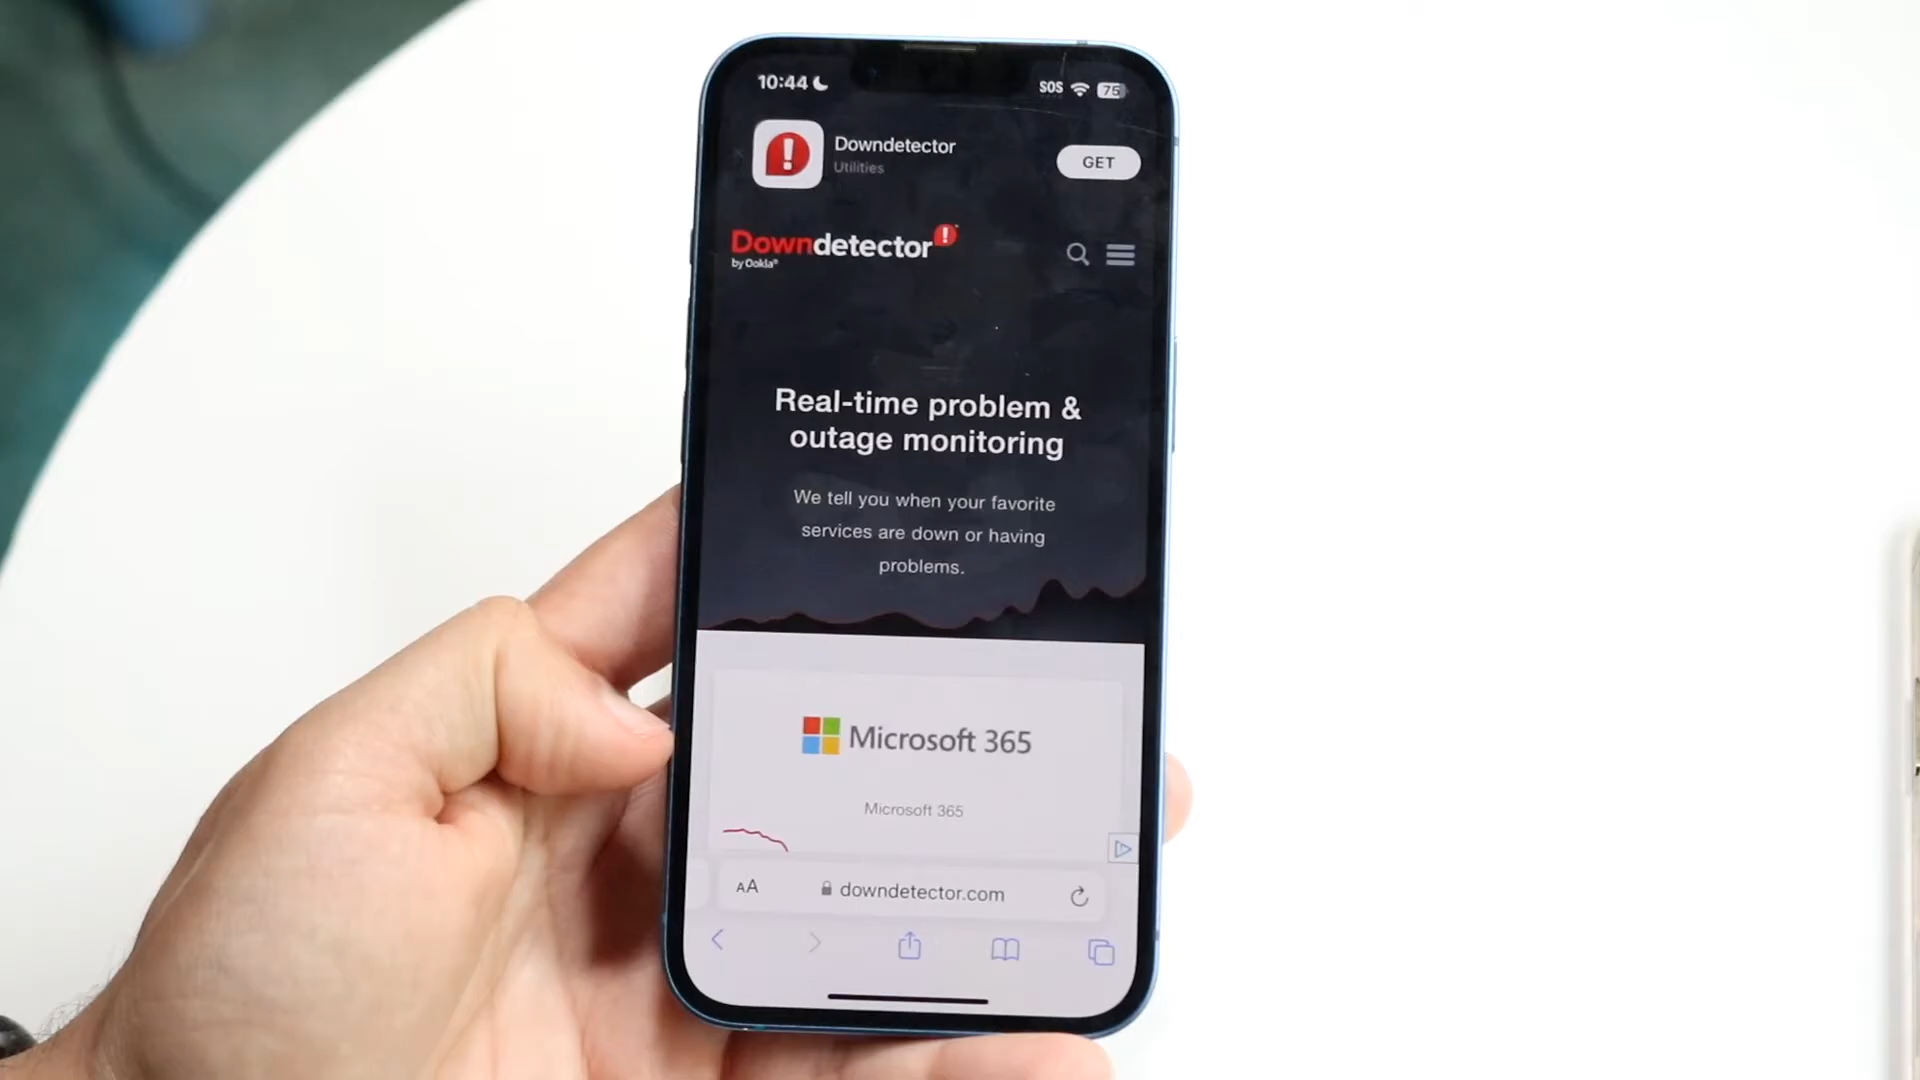 10:44
SOS
75
Downdetector
Utilities
GET
Downdetector
by Ookla®
Real-time problem &
outage monitoring
We tell you when your favorite
services are down or having
problems.
Microsoft 365
Microsoft 365
AA
downdetector.com